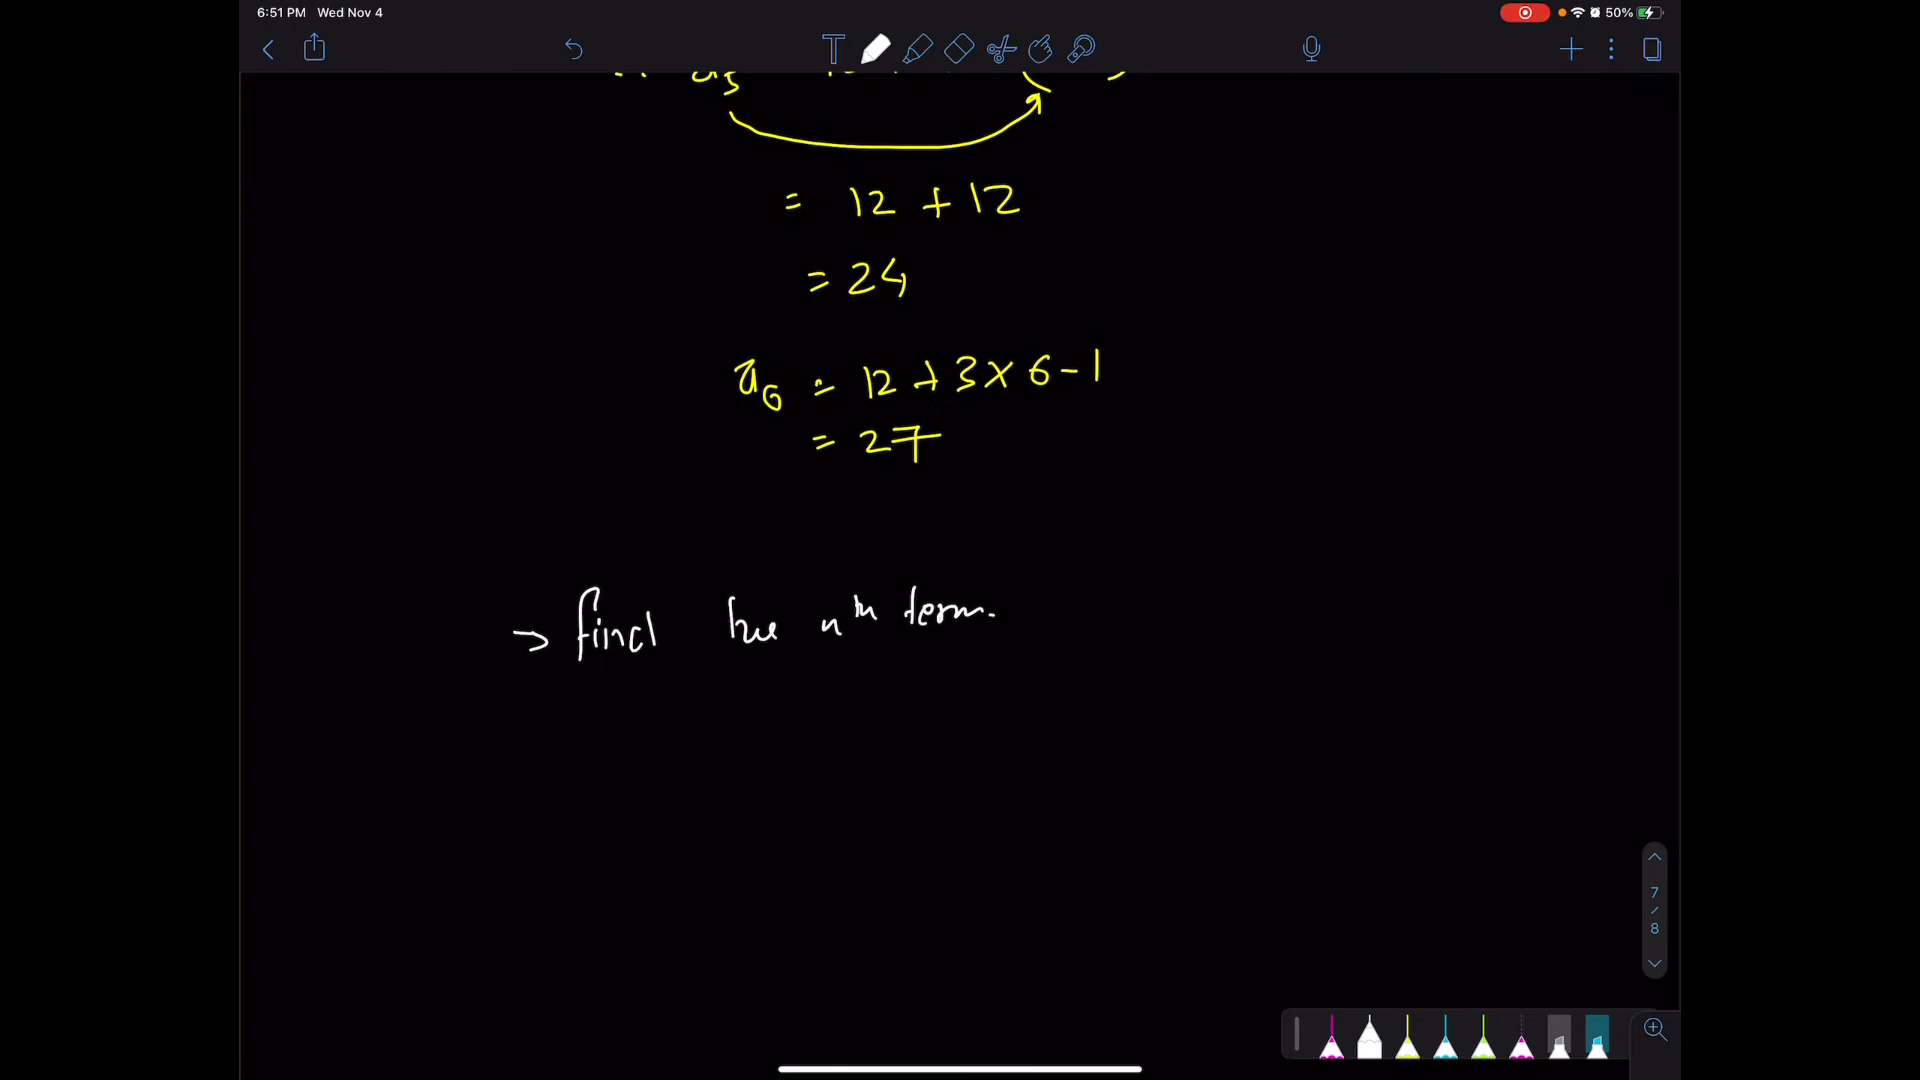 6:51 PM Wed Nov 4
50%
T
= 12 + 12
= 24
a6 = 12 + 3 x 6 - 1
= 27
→ find the nth term.
7
/
8